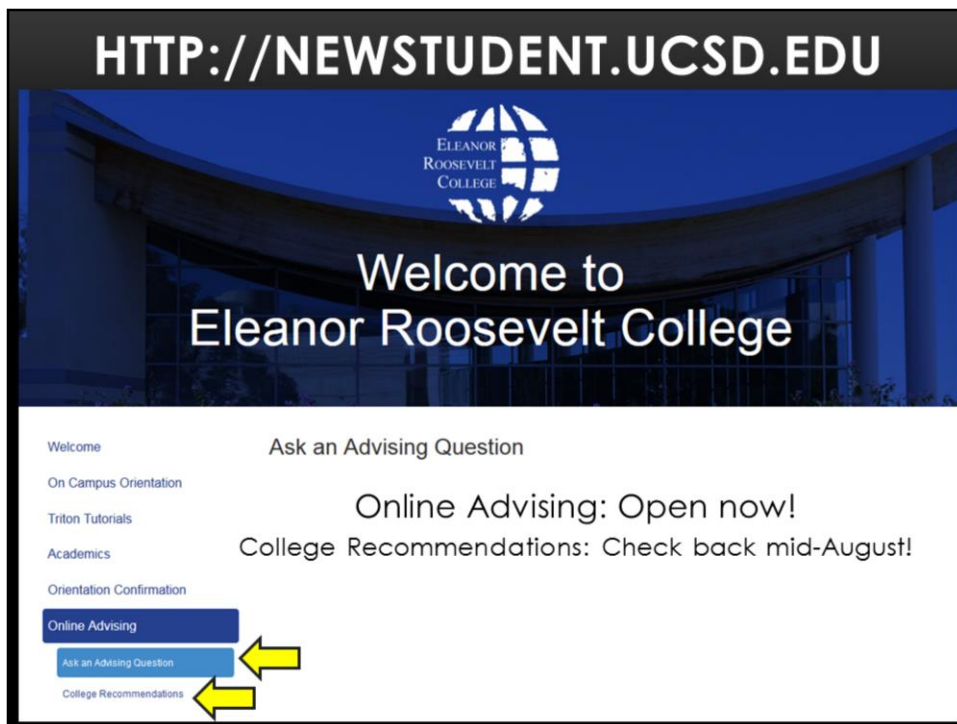 HTTP://NEWSTUDENT.UCSD.EDU
ELEANOR
ROOSEVELT
COLLEGE
Welcome to
Eleanor Roosevelt College
Welcome
On Campus Orientation
Triton Tutorials
Academics
Orientation Confirmation
Online Advising
Ask an Advising Question
College Recommendations
Ask an Advising Question
Online Advising: Open now!
College Recommendations: Check back mid-August!